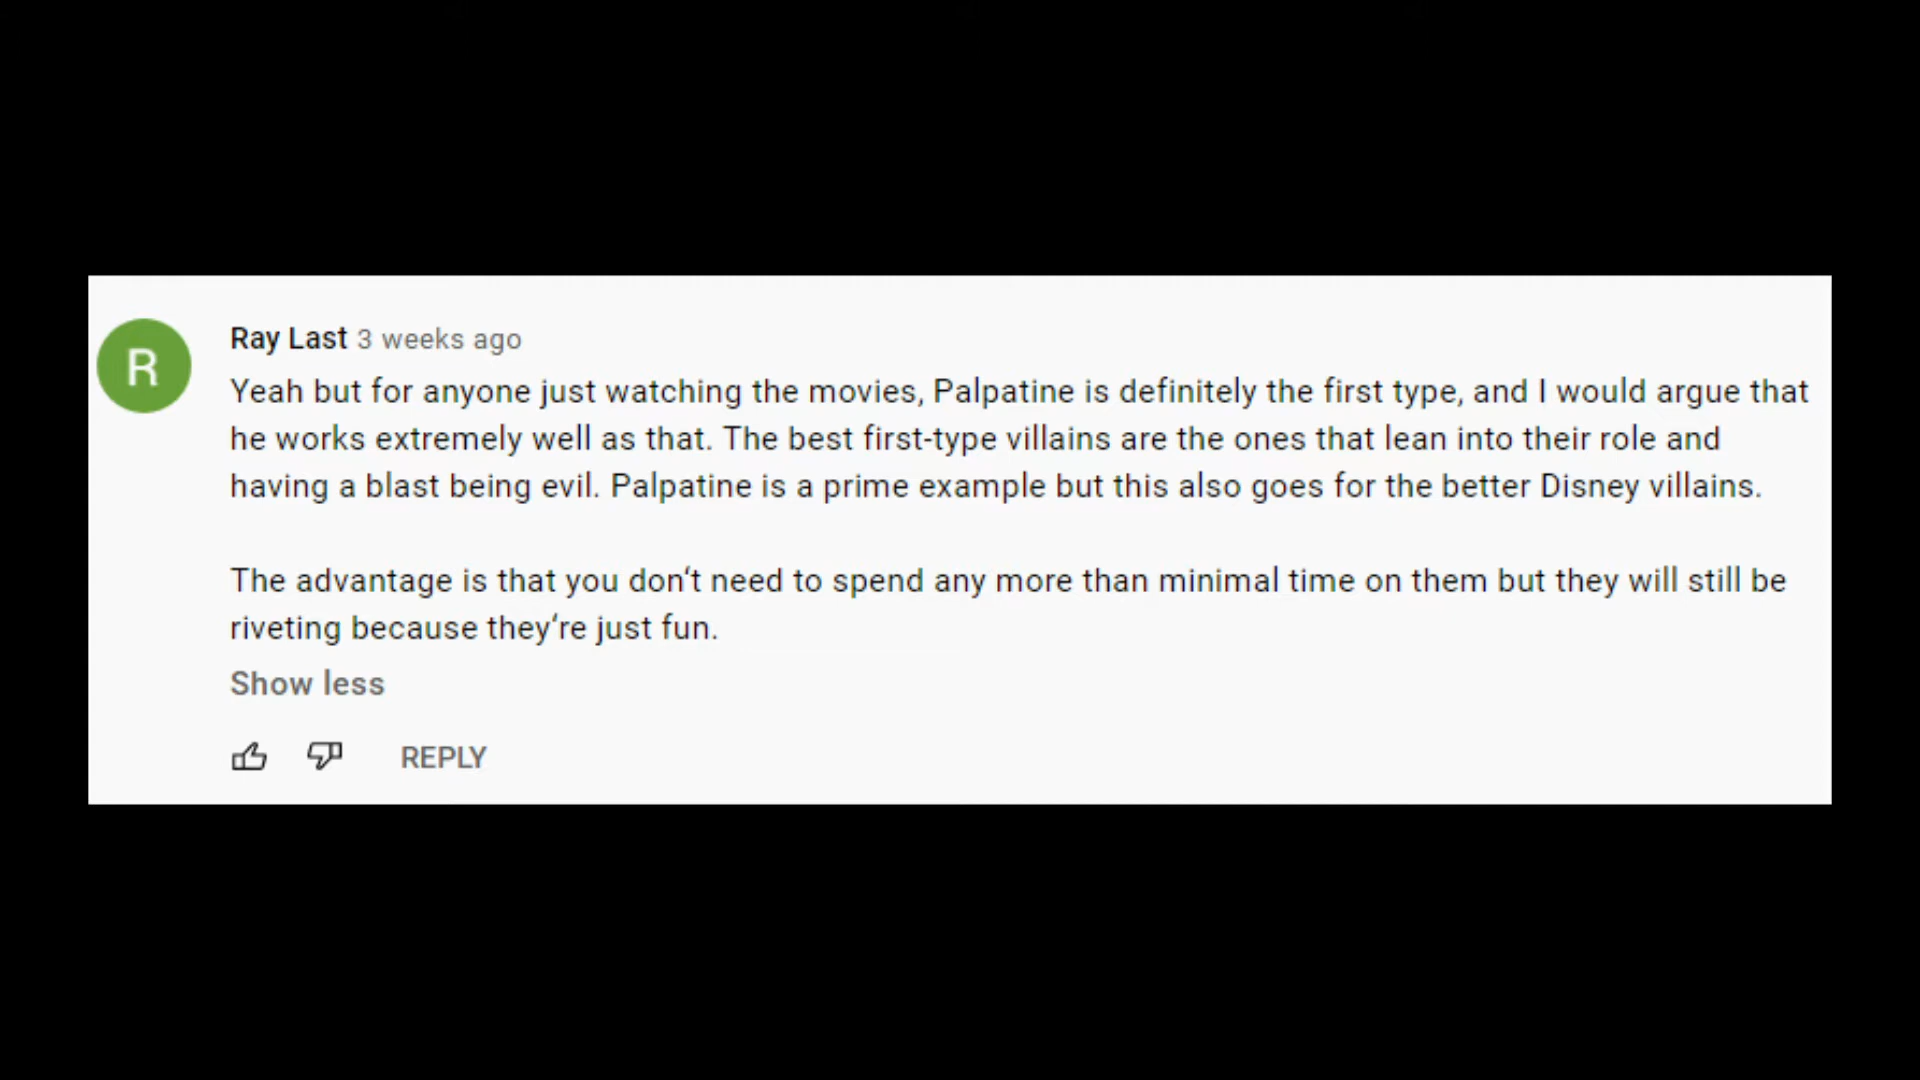 R
Ray Last 3 weeks ago
Yeah but for anyone just watching the movies, Palpatine is definitely the first type, and I would argue that
he works extremely well as that. The best first-type villains are the ones that lean into their role and
having a blast being evil. Palpatine is a prime example but this also goes for the better Disney villains.
The advantage is that you don‘t need to spend any more than minimal time on them but they will still be
riveting because they‘re just fun.
Show less
REPLY